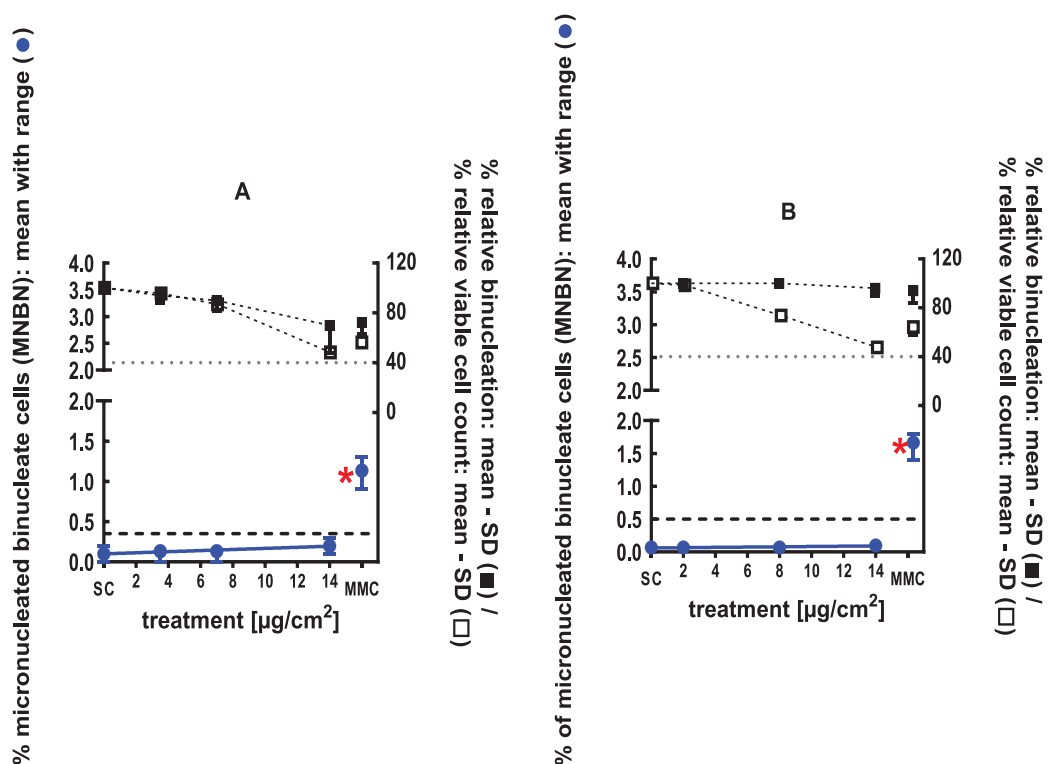 % micronucleated binucleate cells (MNBN): mean with range (●)
A
4.0
3.5
3.0
2.5
2.0
2.0
1.5
1.0
0.5
0.0
120
80
40
0
*
SC 2 4 6 8 10 12 14 MMC
treatment [µg/cm²]
% relative binucleation: mean - SD (■) /
% relative viable cell count: mean - SD (□)
% of micronucleated binucleate cells (MNBN): mean with range (●)
B
4.0
3.5
3.0
2.5
2.0
2.0
1.5
1.0
0.5
0.0
120
80
40
0
*
SC 2 4 6 8 10 12 14 MMC
treatment [µg/cm²]
% relative binucleation: mean - SD (■) /
% relative viable cell count: mean - SD (□)